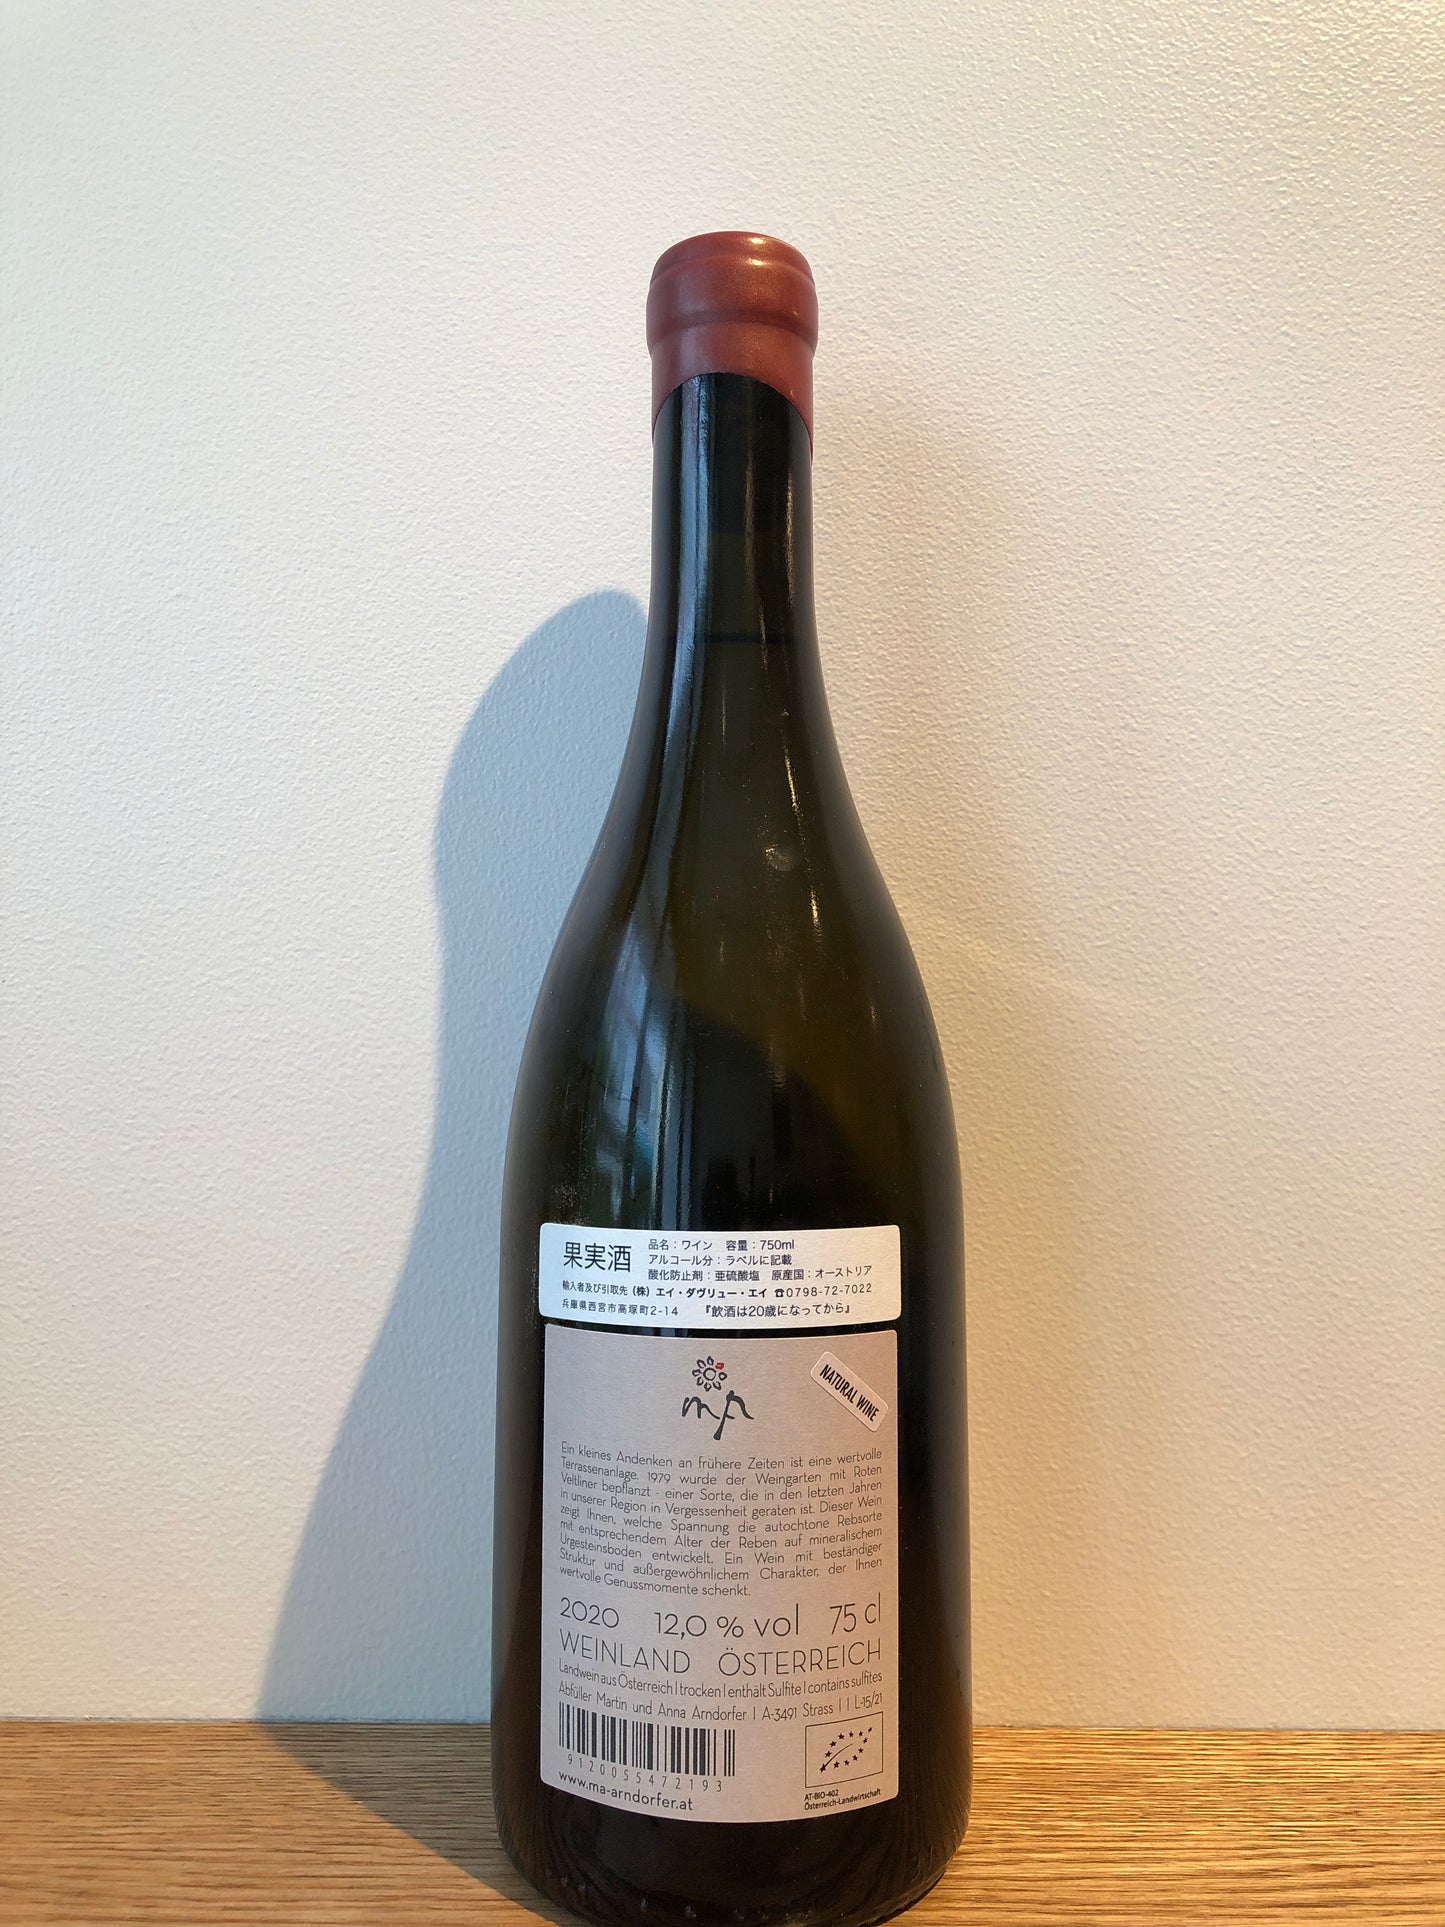 果実酒
品名：ワイン 容量：750ml
アルコール分：ラベルに記載
酸化防止剤：亜硫酸塩 原産国：オーストリア
輸入者及び引取先（株）エイ・ダヴリュー・エイ ☎0798-72-7022
兵庫県西宮市高塚町2-14 『飲酒は20歳になってから』
NATURAL WINE
Ein kleines Andenken an frühere Zeiten ist eine wertvolle
Terrassenanlage. 1979 wurde der Weingarten mit Roten
Veltliner bepflanzt - einer Sorte, die in den letzten Jahren
in unserer Region in Vergessenheit geraten ist. Dieser Wein
zeigt Ihnen, welche Spannung die autochtone Rebsorte
mit entsprechendem Alter der Reben auf mineralischem
Urgesteinsboden entwickelt. Ein Wein mit beständiger
Struktur und außergewöhnlichem Charakter, der Ihnen
wertvolle Genussmomente schenkt.
2020 12,0 % vol 75 cl
WEINLAND ÖSTERREICH
Landwein aus Österreich | trocken | enthält Sulfite | contains sulfites
Abfüller Martin und Anna Arndorfer | A-3491 Strass | | L-15/21
9120055472193
www.ma-arndorfer.at
AT-BIO-402
Österreich-Landwirtschaft